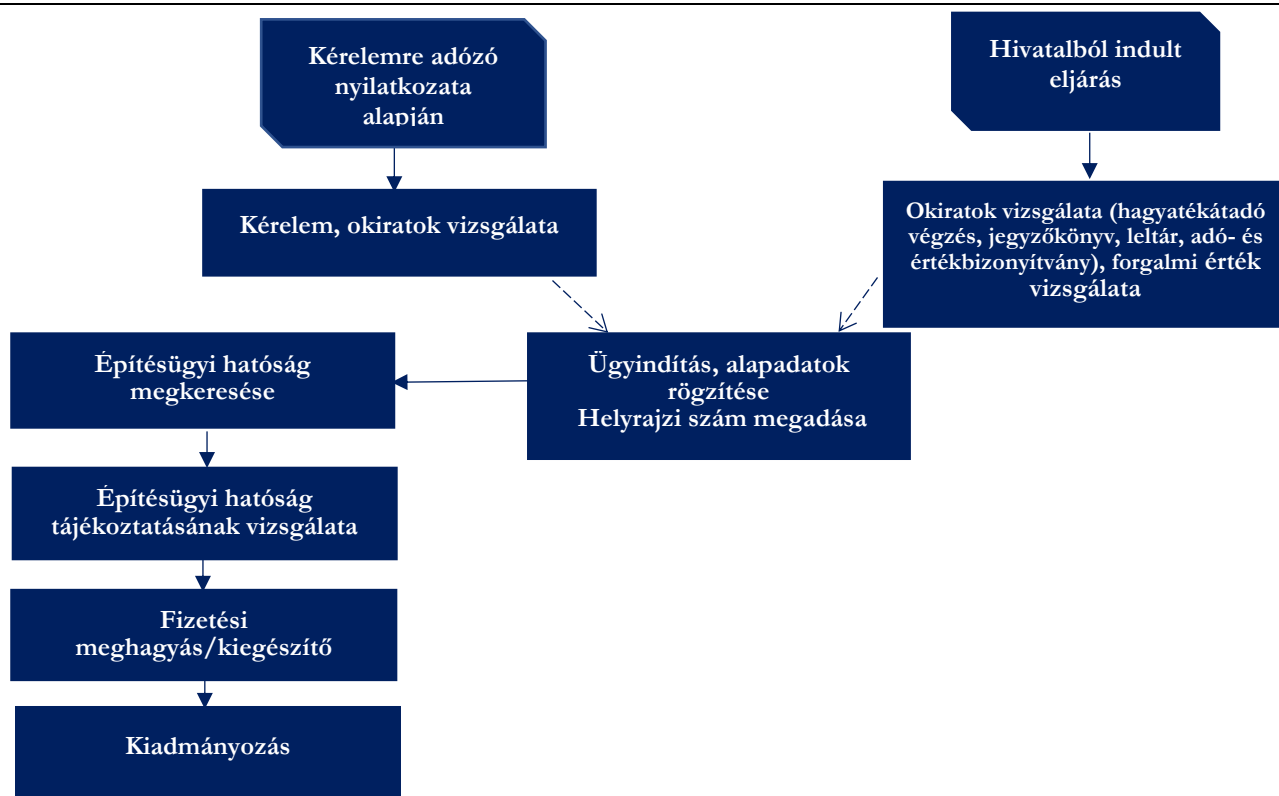 Kérelemre adózó
nyilatkozata
alapján
Hivatalból indult
eljárás
Kérelem, okiratok vizsgálata
Okiratok vizsgálata (hagyatékátadó
végzés, jegyzőkönyv, leltár, adó- és
értékbizonyítvány), forgalmi érték
vizsgálata
Építésügyi hatóság
megkeresése
Ügyindítás, alapadatok
rögzítése
Helyrajzi szám megadása
Építésügyi hatóság
tájékoztatásának vizsgálata
Fizetési
meghagyás/kiegészítő
Kiadmányozás